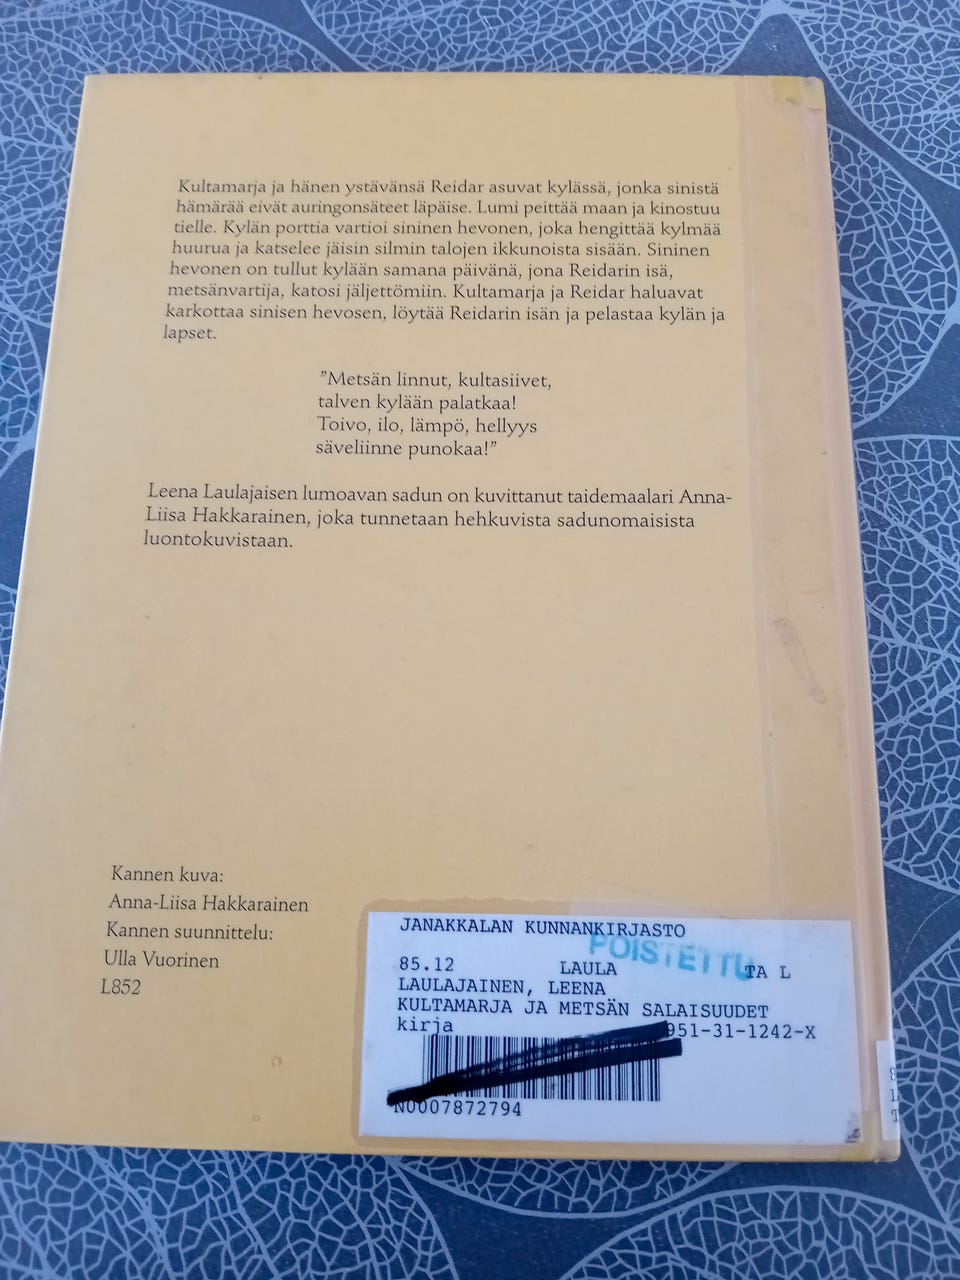 Kultamarja ja hänen ystävänsä Reidar asuvat kylässä, jonka sinistä
hämärää eivät auringonsäteet läpäise. Lumi peittää maan ja kinostuu
tielle. Kylän porttia vartioi sininen hevonen, joka hengittää kylmää
huurua ja katselee jäisin silmin talojen ikkunoista sisään. Sininen
hevonen on tullut kylään samana päivänä, jona Reidarin isä,
metsänvartija, katosi jäljettömiin. Kultamarja ja Reidar haluavat
karkottaa sinisen hevosen, löytää Reidarin isän ja pelastaa kylän ja
lapset.
”Metsän linnut, kultasiivet,
talven kylään palatkaa!
Toivo, ilo, lämpö, hellyys
säveliinne punokaa!”
Leena Laulajaisen lumoavan sadun on kuvittanut taidemaalari Anna-
Liisa Hakkarainen, joka tunnetaan hehkuvista sadunomaisista
luontokuvistaan.
Kannen kuva:
Anna-Liisa Hakkarainen
Kannen suunnittelu:
Ulla Vuorinen
L852
JANAKKALAN KUNNANKIRJASTO
POISTETTU
85.12 LAULA TA L
LAULAJAINEN, LEENA
KULTAMARJA JA METSÄN SALAISUUDET
kirja 951-31-1242-X
N0007872794